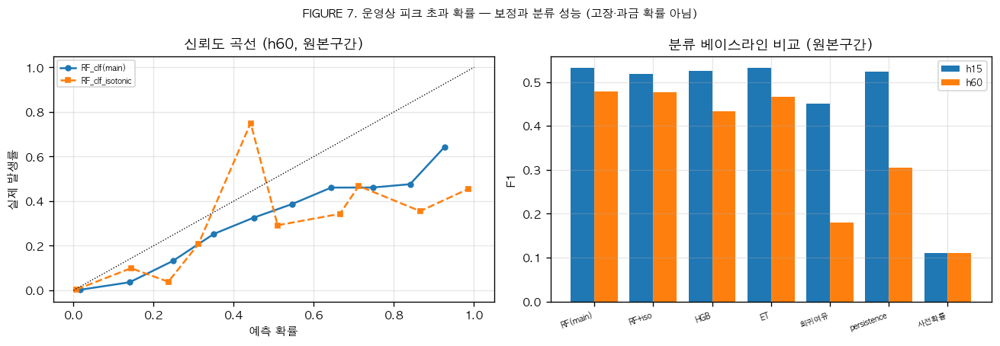 FIGURE 7. 운영상 피크 초과 확률 — 보정과 분류 성능 (고장·과금 확률 아님)
신뢰도 곡선 (h60, 원본구간)
RF_clf(main)
RF_clf_isotonic
실제 발생률
1.0
0.8
0.6
0.4
0.2
0.0
0.0 0.2 0.4 0.6 0.8 1.0
예측 확률
분류 베이스라인 비교 (원본구간)
h15
h60
F1
0.5
0.4
0.3
0.2
0.1
0.0
RF(main) RF+iso HGB ET 회귀여유 persistence 사전확률